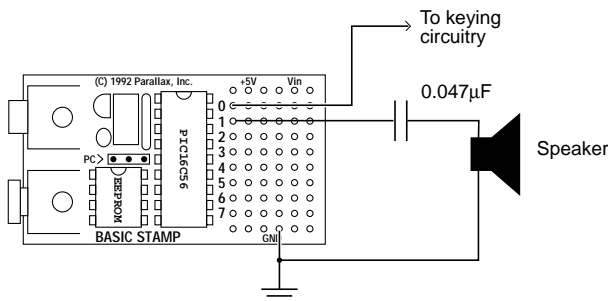 To keying
circuitry
(C) 1992 Parallax, Inc.
+5V Vin
0
1
2
3
4
5
6
7
PIC16C56
PC>
EEPROM
BASIC STAMP
GND
0.047µF
Speaker